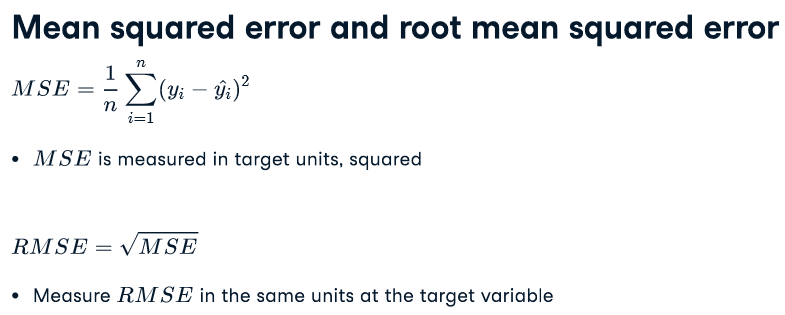 Mean squared error and root mean squared error
MSE = \frac{1}{n} \sum_{i=1}^{n} (y_i - \hat{y}_i)^2
• MSE is measured in target units, squared
RMSE = \sqrt{MSE}
• Measure RMSE in the same units at the target variable